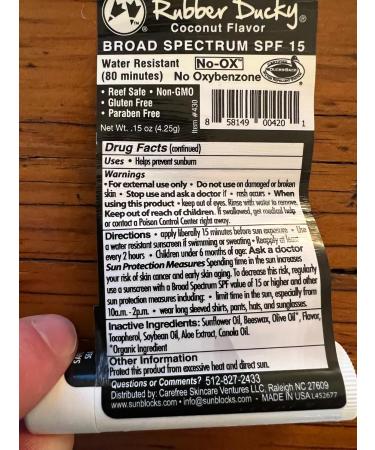 Rubber Ducky™
Coconut Flavor
BROAD SPECTRUM SPF 15
Water Resistant No-OX™
(80 minutes) No Oxybenzone
• Reef Safe • Non-GMO
• Gluten Free
• Paraben Free
Net Wt. .15 oz (4.25g)
Item #430
8 58149 00420 1
Drug Facts (continued)
Uses • Helps prevent sunburn
Warnings
• For external use only • Do not use on damaged or broken
skin • Stop use and ask a doctor if • rash occurs • When
using this product • keep out of eyes. Rinse with water to remove.
Keep out of reach of children. If swallowed, get medical help
or contact a Poison Control Center right away.
Directions • apply liberally 15 minutes before sun exposure • Use
a water resistant sunscreen if swimming or sweating • Reapply at least
every 2 hours • Children under 6 months of age: Ask a doctor
Sun Protection Measures Spending time in the sun increases
your risk of skin cancer and early skin aging. To decrease this risk, regularly
use a sunscreen with a Broad Spectrum SPF value of 15 or higher and other
sun protection measures including: • limit time in the sun, especially from
10a.m. - 2p.m. • wear long sleeved shirts, pants, hats, and sunglasses.
Inactive Ingredients: Sunflower Oil, Beeswax, Olive Oil*, Flavor,
Tocopherol, Soybean Oil, Aloe Extract, Canola Oil.
*Organic Ingredient
Other Information
Protect this product from excessive heat and direct sun.
Questions or Comments? 512-827-2433
Distributed by: Carefree Skincare Ventures LLC, Raleigh NC 27609
www.sunblocks.com • info@sunblocks.com • MADE IN USA L452677